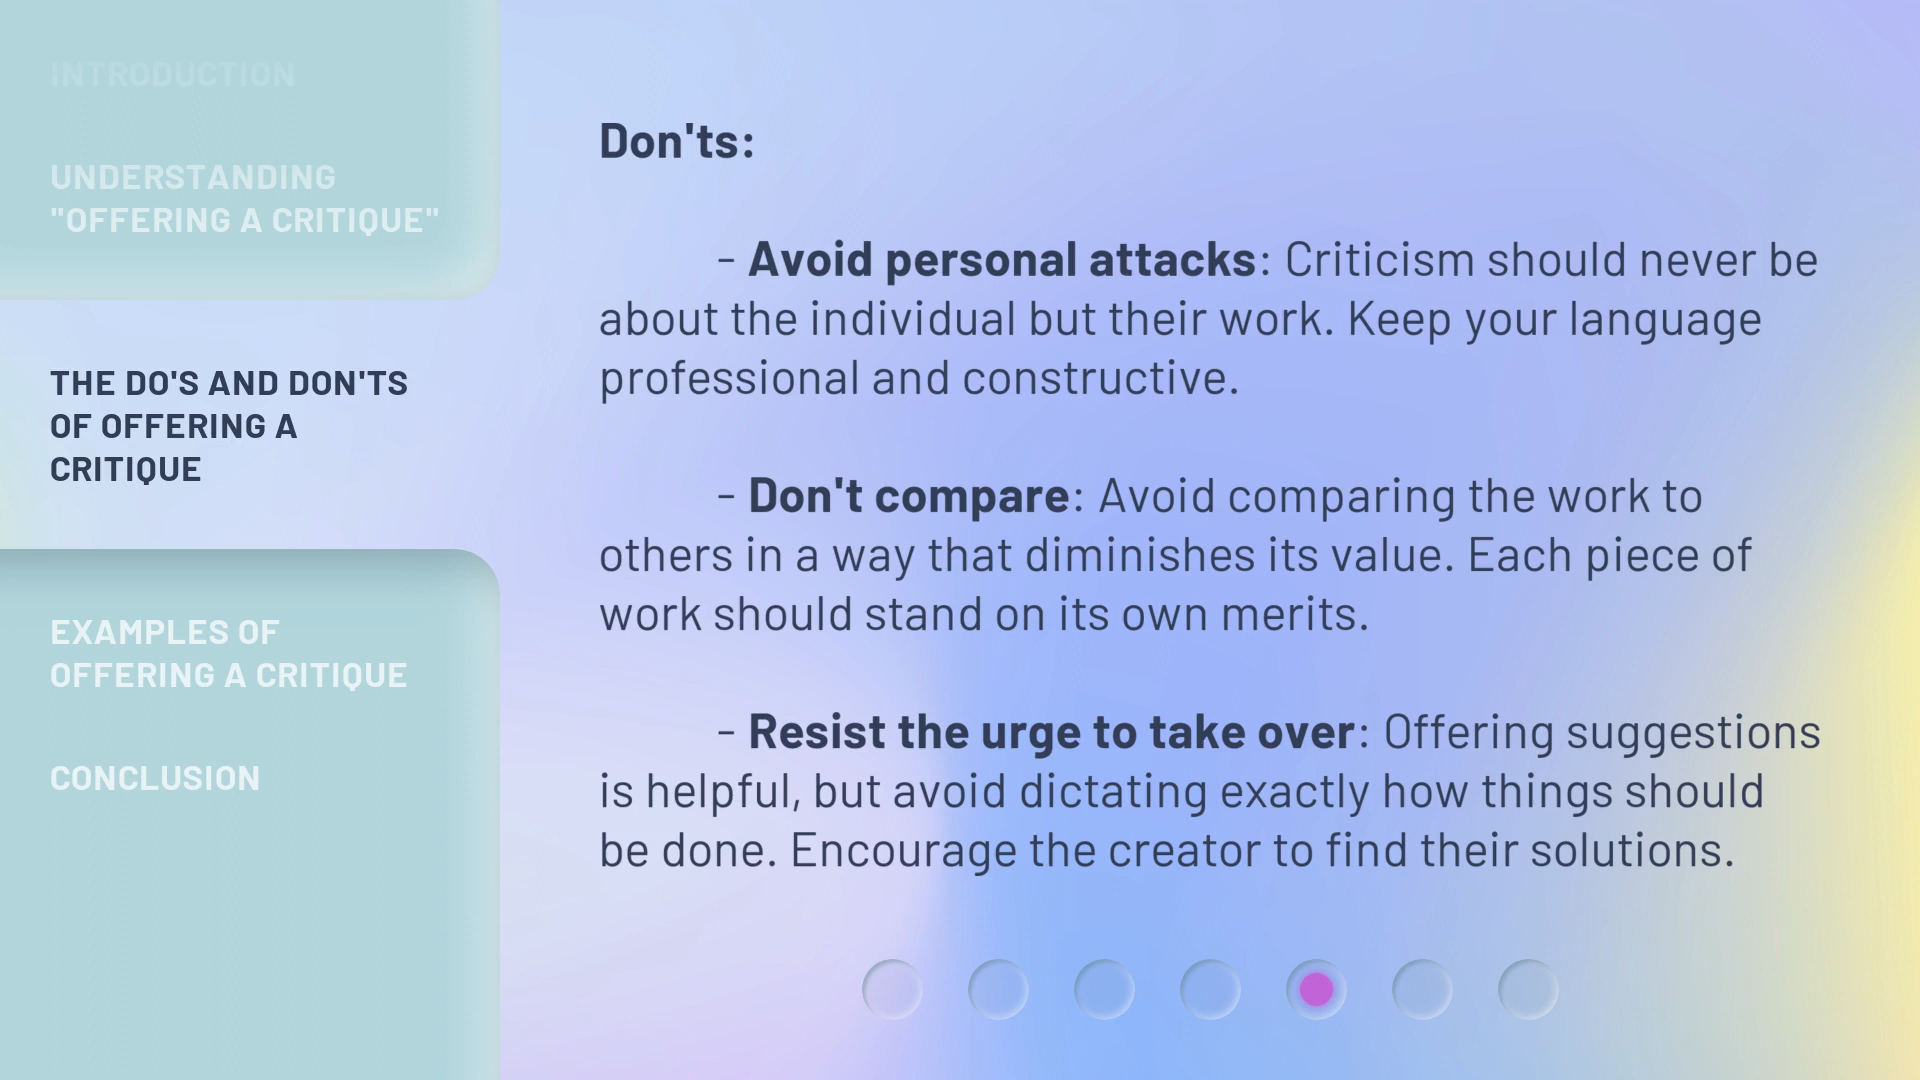 INTRODUCTION
UNDERSTANDING
"OFFERING A CRITIQUE"
THE DO'S AND DON'TS
OF OFFERING A
CRITIQUE
EXAMPLES OF
OFFERING A CRITIQUE
CONCLUSION
Don'ts:
- Avoid personal attacks: Criticism should never be
about the individual but their work. Keep your language
professional and constructive.
- Don't compare: Avoid comparing the work to
others in a way that diminishes its value. Each piece of
work should stand on its own merits.
- Resist the urge to take over: Offering suggestions
is helpful, but avoid dictating exactly how things should
be done. Encourage the creator to find their solutions.